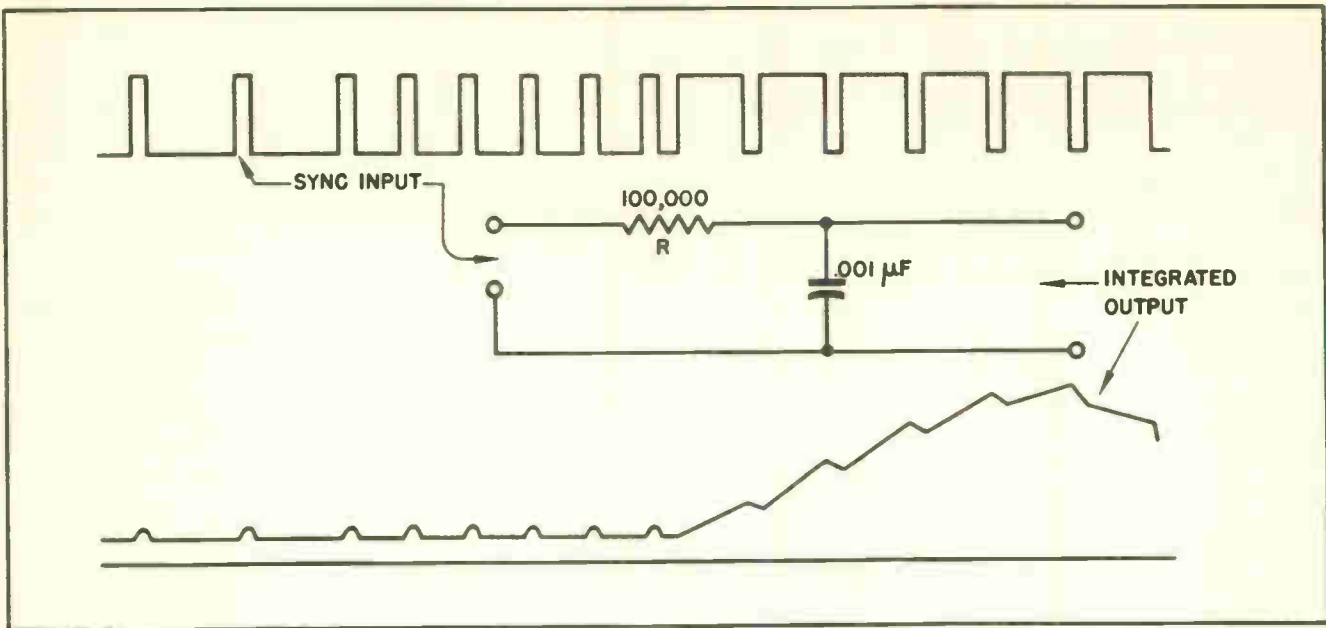 SYNC INPUT
100,000
R
.001 μF
INTEGRATED
OUTPUT